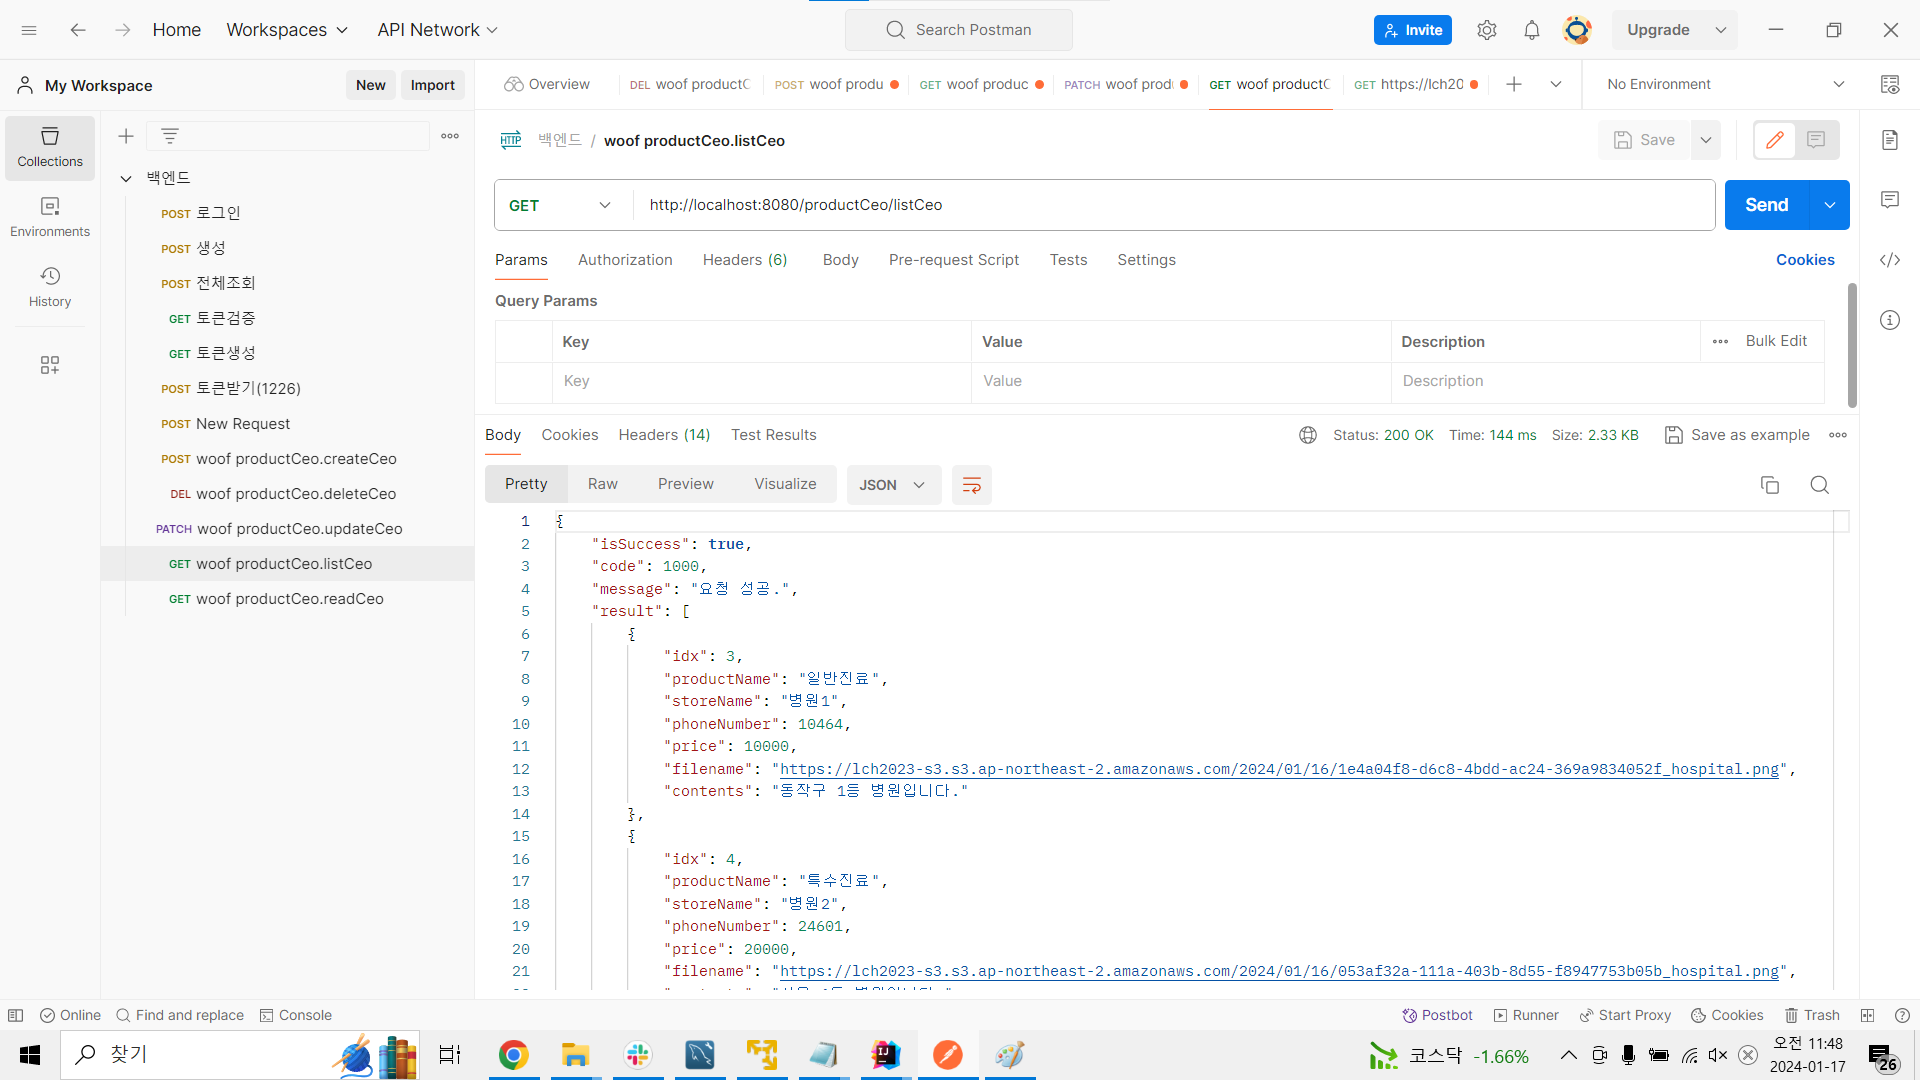 Home
Workspaces
API Network
Search Postman
Invite
Upgrade
My Workspace
New
Import
Overview
DEL woof productC
POST woof produ
GET woof produc
PATCH woof prod
GET woof productC
GET https://lch20
No Environment
Collections
Environments
History
백엔드
POST 로그인
POST 생성
POST 전체조회
GET 토큰검증
GET 토큰생성
POST 토큰받기(1226)
POST New Request
POST woof productCeo.createCeo
DEL woof productCeo.deleteCeo
PATCH woof productCeo.updateCeo
GET woof productCeo.listCeo
GET woof productCeo.readCeo
HTTP 백엔드 / woof productCeo.listCeo
Save
GET http://localhost:8080/productCeo/listCeo
Send
Params Authorization Headers (6) Body Pre-request Script Tests Settings
Cookies
Query Params
Key Value Description Bulk Edit
Key Value Description
Body Cookies Headers (14) Test Results
Status: 200 OK Time: 144 ms Size: 2.33 KB Save as example
Pretty Raw Preview Visualize JSON
1 {
2 "isSuccess": true,
3 "code": 1000,
4 "message": "요청 성공.",
5 "result": [
6 {
7 "idx": 3,
8 "productName": "일반진료",
9 "storeName": "병원1",
10 "phoneNumber": 10464,
11 "price": 10000,
12 "filename": "https://lch2023-s3.s3.ap-northeast-2.amazonaws.com/2024/01/16/1e4a04f8-d6c8-4bdd-ac24-369a9834052f_hospital.png",
13 "contents": "동작구 1등 병원입니다."
14 },
15 {
16 "idx": 4,
17 "productName": "특수진료",
18 "storeName": "병원2",
19 "phoneNumber": 24601,
20 "price": 20000,
21 "filename": "https://lch2023-s3.s3.ap-northeast-2.amazonaws.com/2024/01/16/053af32a-111a-403b-8d55-f8947753b05b_hospital.png",
Online
Find and replace
Console
Postbot
Runner
Start Proxy
Cookies
Trash
찾기
코스닥 -1.66%
오전 11:48
2024-01-17
26